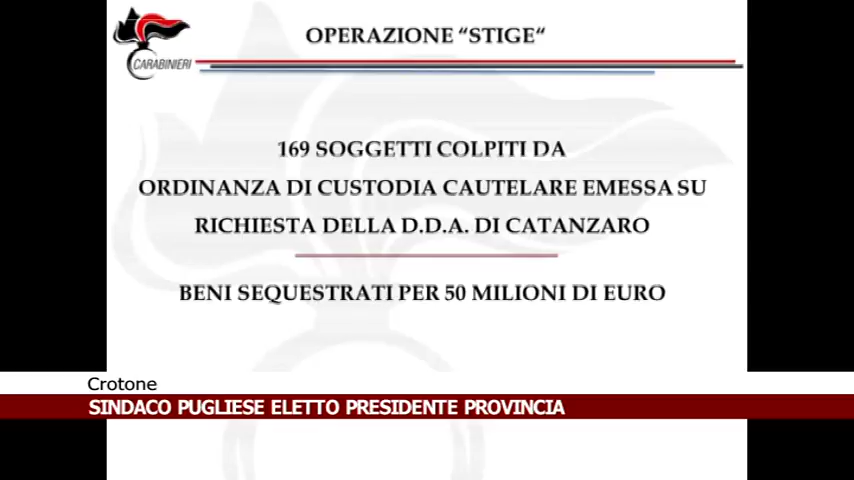 CARABINIERI
OPERAZIONE “STIGE“
169 SOGGETTI COLPITI DA
ORDINANZA DI CUSTODIA CAUTELARE EMESSA SU
RICHIESTA DELLA D.D.A. DI CATANZARO
BENI SEQUESTRATI PER 50 MILIONI DI EURO
Crotone
SINDACO PUGLIESE ELETTO PRESIDENTE PROVINCIA